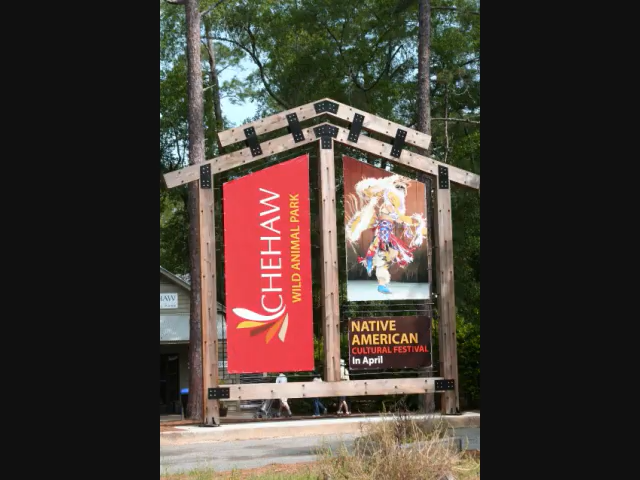 CHEHAW
WILD ANIMAL PARK
NATIVE
AMERICAN
CULTURAL FESTIVAL
In April